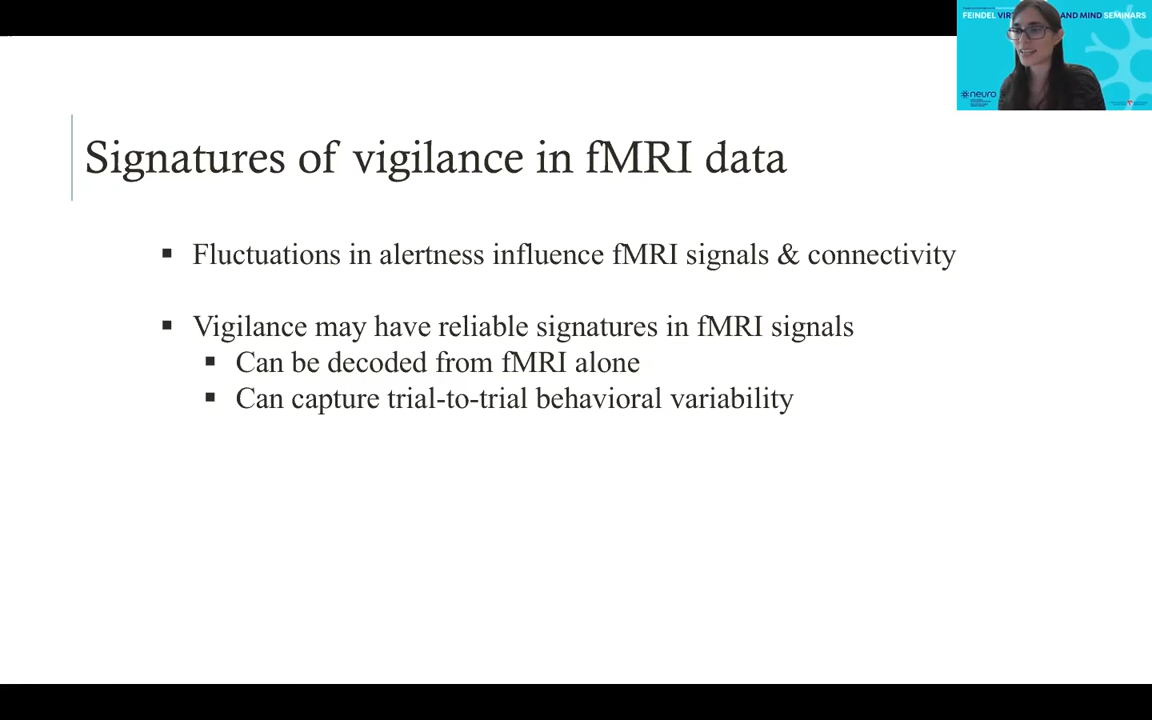 FEINDEL VIR AND MIND SEMINARS
neuro
Signatures of vigilance in fMRI data
▪ Fluctuations in alertness influence fMRI signals & connectivity
▪ Vigilance may have reliable signatures in fMRI signals
▪ Can be decoded from fMRI alone
▪ Can capture trial-to-trial behavioral variability